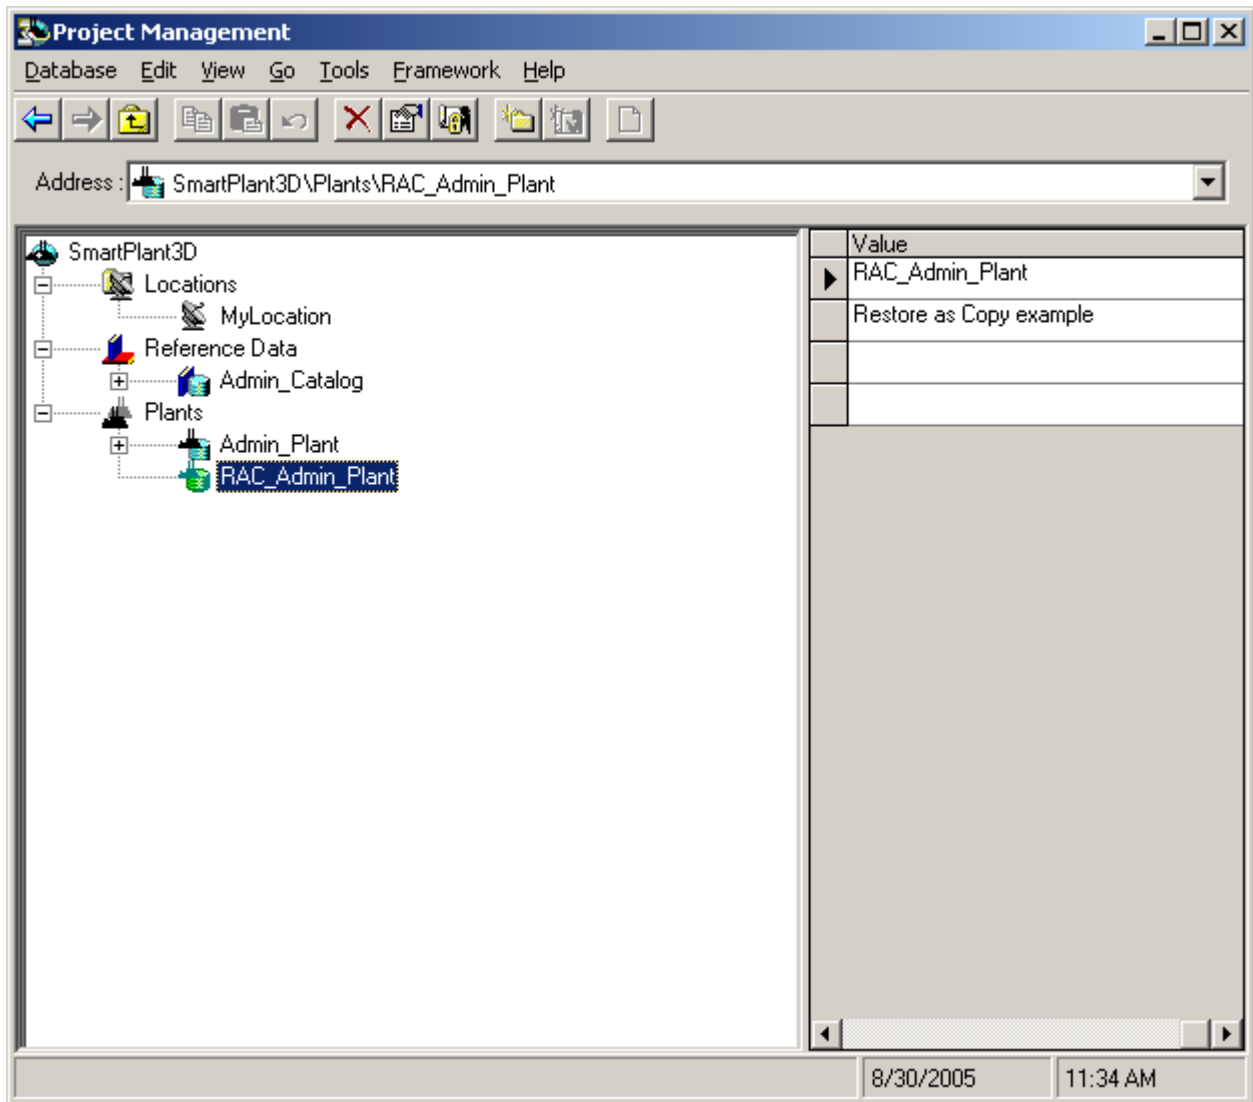 Project Management
Database Edit View Go Tools Framework Help
Address : SmartPlant3D\Plants\RAC_Admin_Plant
SmartPlant3D
Locations
MyLocation
Reference Data
Admin_Catalog
Plants
Admin_Plant
RAC_Admin_Plant
Value
RAC_Admin_Plant
Restore as Copy example
8/30/2005 11:34 AM